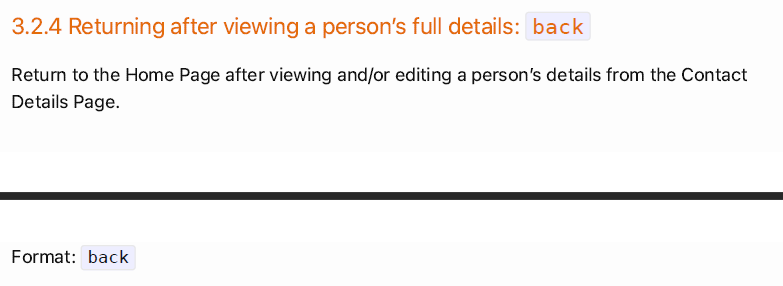 3.2.4 Returning after viewing a person’s full details: back
Return to the Home Page after viewing and/or editing a person’s details from the Contact
Details Page.
Format: back